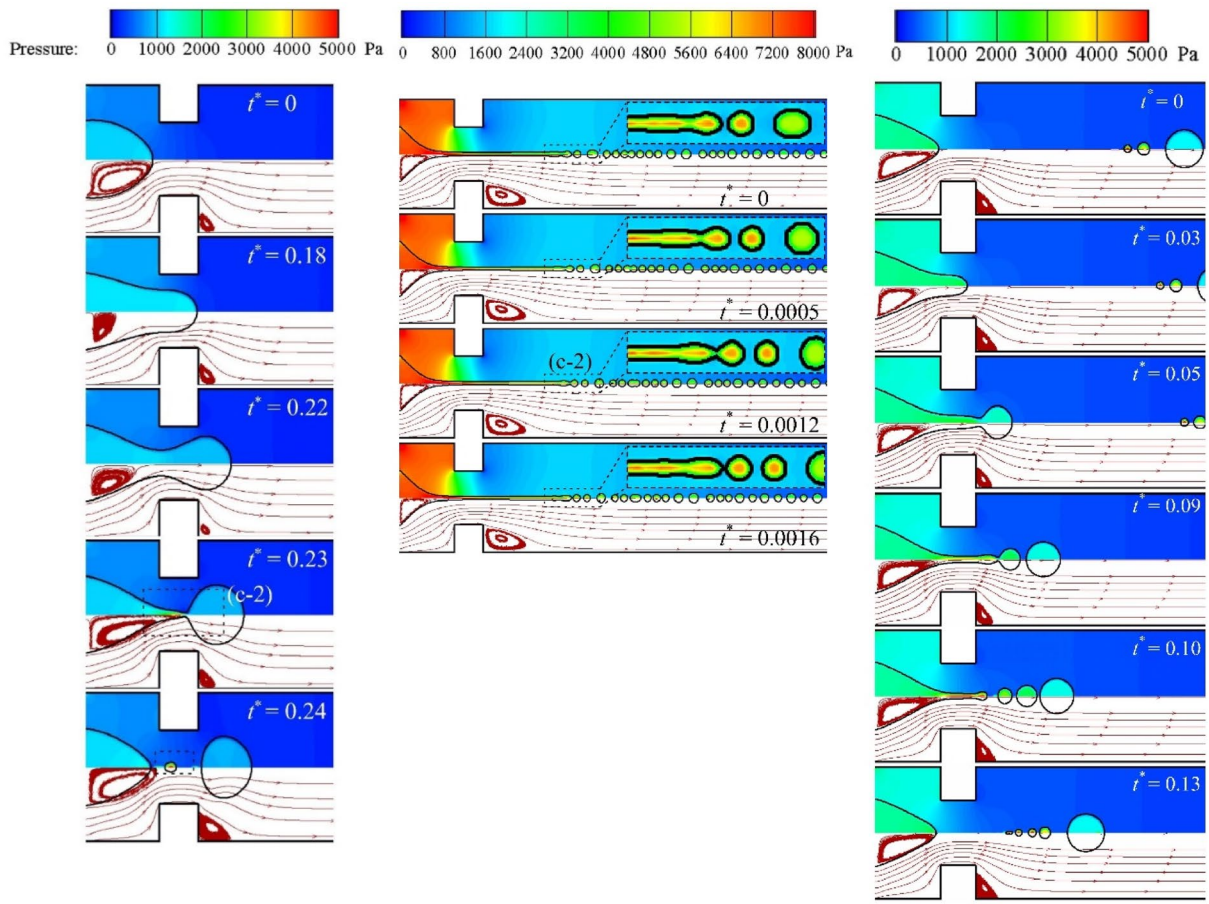 Pressure:
0 1000 2000 3000 4000 5000 Pa
t* = 0
t* = 0.18
t* = 0.22
t* = 0.23
(c-2)
t* = 0.24
0 800 1600 2400 3200 4000 4800 5600 6400 7200 8000 Pa
t* = 0
t* = 0.0005
(c-2)
t* = 0.0012
t* = 0.0016
0 1000 2000 3000 4000 5000 Pa
t* = 0
t* = 0.03
t* = 0.05
t* = 0.09
t* = 0.10
t* = 0.13